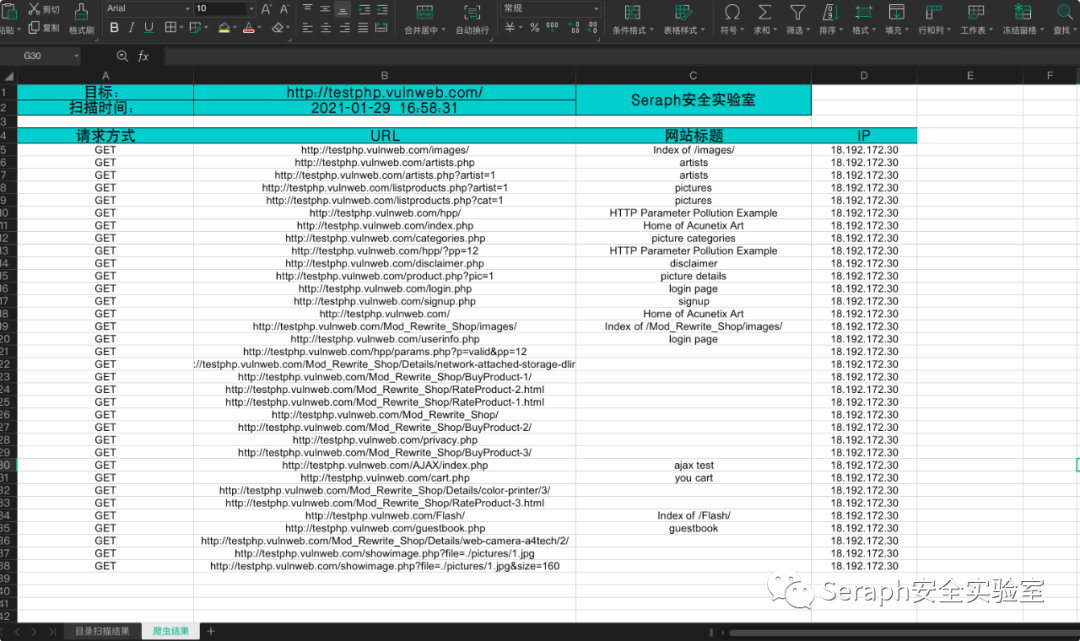 剪切 Arial 10 A+ A- 常规
粘贴 复制 格式刷 B I U A 合并居中 自动换行 ¥ % 条件格式 表格样式 符号 求和 筛选 排序 格式 填充 行和列 工作表 冻结窗格 查找
G30 fx
A B C D E F
1 目标: http://testphp.vulnweb.com/ Seraph安全实验室
2 扫描时间: 2021-01-29 16:58:31
3
4 请求方式 URL 网站标题 IP
5 GET http://testphp.vulnweb.com/images/ Index of /images/ 18.192.172.30
6 GET http://testphp.vulnweb.com/artists.php artists 18.192.172.30
7 GET http://testphp.vulnweb.com/artists.php?artist=1 artists 18.192.172.30
8 GET http://testphp.vulnweb.com/listproducts.php?artist=1 pictures 18.192.172.30
9 GET http://testphp.vulnweb.com/listproducts.php?cat=1 pictures 18.192.172.30
10 GET http://testphp.vulnweb.com/hpp/ HTTP Parameter Pollution Example 18.192.172.30
11 GET http://testphp.vulnweb.com/index.php Home of Acunetix Art 18.192.172.30
12 GET http://testphp.vulnweb.com/categories.php picture categories 18.192.172.30
13 GET http://testphp.vulnweb.com/hpp/?pp=12 HTTP Parameter Pollution Example 18.192.172.30
14 GET http://testphp.vulnweb.com/disclaimer.php disclaimer 18.192.172.30
15 GET http://testphp.vulnweb.com/product.php?pic=1 picture details 18.192.172.30
16 GET http://testphp.vulnweb.com/login.php login page 18.192.172.30
17 GET http://testphp.vulnweb.com/signup.php signup 18.192.172.30
18 GET http://testphp.vulnweb.com/ Home of Acunetix Art 18.192.172.30
19 GET http://testphp.vulnweb.com/Mod_Rewrite_Shop/images/ Index of /Mod_Rewrite_Shop/images/ 18.192.172.30
20 GET http://testphp.vulnweb.com/userinfo.php login page 18.192.172.30
21 GET http://testphp.vulnweb.com/hpp/params.php?p=valid&pp=12 18.192.172.30
22 GET ://testphp.vulnweb.com/Mod_Rewrite_Shop/Details/network-attached-storage-dlin 18.192.172.30
23 GET http://testphp.vulnweb.com/Mod_Rewrite_Shop/BuyProduct-1/ 18.192.172.30
24 GET http://testphp.vulnweb.com/Mod_Rewrite_Shop/RateProduct-2.html 18.192.172.30
25 GET http://testphp.vulnweb.com/Mod_Rewrite_Shop/RateProduct-1.html 18.192.172.30
26 GET http://testphp.vulnweb.com/Mod_Rewrite_Shop/ 18.192.172.30
27 GET http://testphp.vulnweb.com/Mod_Rewrite_Shop/BuyProduct-2/ 18.192.172.30
28 GET http://testphp.vulnweb.com/privacy.php 18.192.172.30
29 GET http://testphp.vulnweb.com/Mod_Rewrite_Shop/BuyProduct-3/ 18.192.172.30
30 GET http://testphp.vulnweb.com/AJAX/index.php ajax test 18.192.172.30
31 GET http://testphp.vulnweb.com/cart.php you cart 18.192.172.30
32 GET http://testphp.vulnweb.com/Mod_Rewrite_Shop/Details/color-printer/3/ 18.192.172.30
33 GET http://testphp.vulnweb.com/Mod_Rewrite_Shop/RateProduct-3.html 18.192.172.30
34 GET http://testphp.vulnweb.com/Flash/ Index of /Flash/ 18.192.172.30
35 GET http://testphp.vulnweb.com/guestbook.php guestbook 18.192.172.30
36 GET http://testphp.vulnweb.com/Mod_Rewrite_Shop/Details/web-camera-a4tech/2/ 18.192.172.30
37 GET http://testphp.vulnweb.com/showimage.php?file=./pictures/1.jpg 18.192.172.30
38 GET http://testphp.vulnweb.com/showimage.php?file=./pictures/1.jpg&size=160 18.192.172.30
39
40
41
42
Seraph安全实验室
目录扫描结果 爬虫结果 +